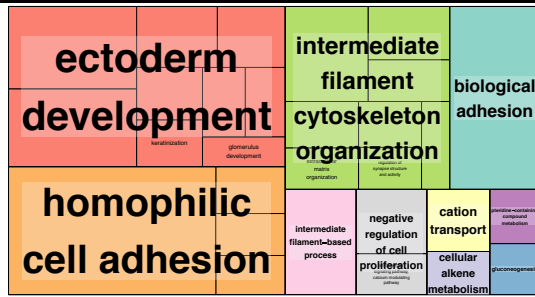 ectoderm
development
keratinization
glomerulus
development
homophilic
cell adhesion
intermediate
filament
cytoskeleton
organization
matrix
organization
regulation of
synapse structure
and activity
biological
adhesion
intermediate
filament–based
process
negative
regulation
of cell
proliferation
signaling pathway,
calcium modulating
pathway
cation
transport
cellular
alkene
metabolism
pteridine–containing
compound
metabolism
gluconeogenesis